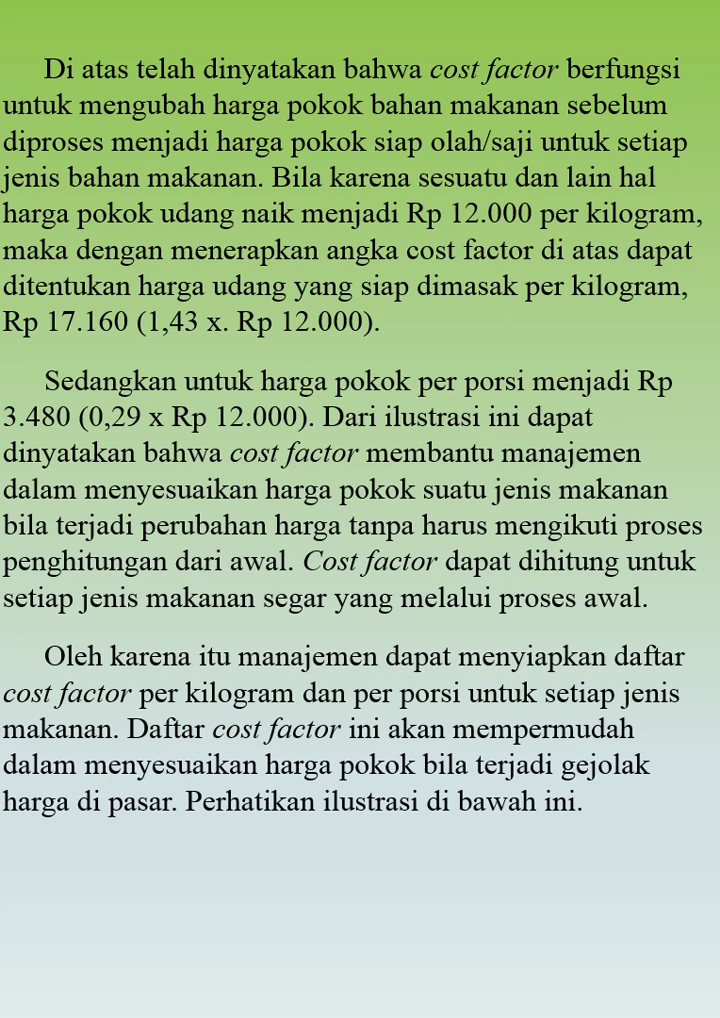 Di atas telah dinyatakan bahwa cost factor berfungsi
untuk mengubah harga pokok bahan makanan sebelum
diproses menjadi harga pokok siap olah/saji untuk setiap
jenis bahan makanan. Bila karena sesuatu dan lain hal
harga pokok udang naik menjadi Rp 12.000 per kilogram,
maka dengan menerapkan angka cost factor di atas dapat
ditentukan harga udang yang siap dimasak per kilogram,
Rp 17.160 (1,43 x. Rp 12.000).
Sedangkan untuk harga pokok per porsi menjadi Rp
3.480 (0,29 x Rp 12.000). Dari ilustrasi ini dapat
dinyatakan bahwa cost factor membantu manajemen
dalam menyesuaikan harga pokok suatu jenis makanan
bila terjadi perubahan harga tanpa harus mengikuti proses
penghitungan dari awal. Cost factor dapat dihitung untuk
setiap jenis makanan segar yang melalui proses awal.
Oleh karena itu manajemen dapat menyiapkan daftar
cost factor per kilogram dan per porsi untuk setiap jenis
makanan. Daftar cost factor ini akan mempermudah
dalam menyesuaikan harga pokok bila terjadi gejolak
harga di pasar. Perhatikan ilustrasi di bawah ini.